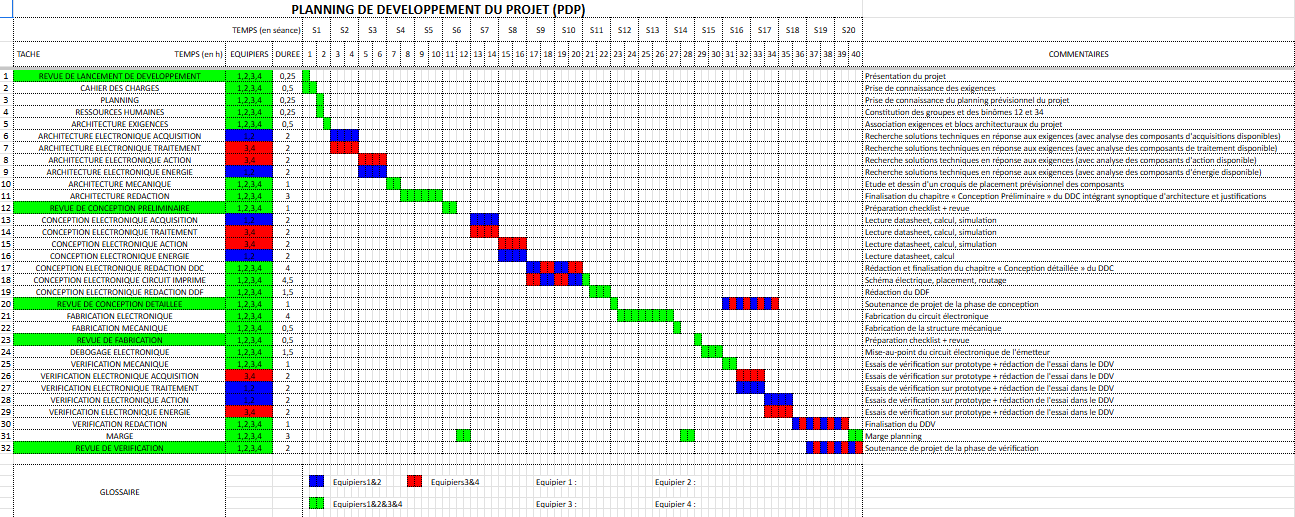 PLANNING DE DEVELOPPEMENT DU PROJET (PDP)
TEMPS (en séance) S1 S2 S3 S4 S5 S6 S7 S8 S9 S10 S11 S12 S13 S14 S15 S16 S17 S18 S19 S20
TACHE TEMPS (en h) EQUIPIERS DUREE 1 2 3 4 5 6 7 8 9 10 11 12 13 14 15 16 17 18 19 20 21 22 23 24 25 26 27 28 29 30 31 32 33 34 35 36 37 38 39 40 COMMENTAIRES
1 REVUE DE LANCEMENT DE DEVELOPPEMENT 1,2,3,4 0,25 Présentation du projet
2 CAHIER DES CHARGES 1,2,3,4 0,5 Prise de connaissance des exigences
3 PLANNING 1,2,3,4 0,25 Prise de connaissance du planning prévisionnel du projet
4 RESSOURCES HUMAINES 1,2,3,4 0,25 Constitution des groupes et des binômes 12 et 34
5 ARCHITECTURE EXIGENCES 1,2,3,4 0,5 Association exigences et blocs architecturaux du projet
6 ARCHITECTURE ELECTRONIQUE ACQUISITION 1,2 2 Recherche solutions techniques en réponse aux exigences (avec analyse des composants d'acquisitions disponibles)
7 ARCHITECTURE ELECTRONIQUE TRAITEMENT 3,4 2 Recherche solutions techniques en réponse aux exigences (avec analyse des composants de traitement disponible)
8 ARCHITECTURE ELECTRONIQUE ACTION 3,4 2 Recherche solutions techniques en réponse aux exigences (avec analyse des composants d'action disponible)
9 ARCHITECTURE ELECTRONIQUE ENERGIE 1,2 2 Recherche solutions techniques en réponse aux exigences (avec analyse des composants d'énergie disponible)
10 ARCHITECTURE MECANIQUE 1,2,3,4 1 Etude et dessin d'un croquis de placement prévisionnel des composants
11 ARCHITECTURE REDACTION 1,2,3,4 3 Finalisation du chapitre « Conception Préliminaire » du DDC intégrant synoptique d'architecture et justifications
12 REVUE DE CONCEPTION PRELIMINAIRE 1,2,3,4 1 Préparation checklist + revue
13 CONCEPTION ELECTRONIQUE ACQUISITION 1,2 2 Lecture datasheet, calcul, simulation
14 CONCEPTION ELECTRONIQUE TRAITEMENT 3,4 2 Lecture datasheet, calcul, simulation
15 CONCEPTION ELECTRONIQUE ACTION 3,4 2 Lecture datasheet, calcul, simulation
16 CONCEPTION ELECTRONIQUE ENERGIE 1,2 2 Lecture datasheet, calcul
17 CONCEPTION ELECTRONIQUE REDACTION DDC 1,2,3,4 4 Rédaction et finalisation du chapitre « Conception détaillée » du DDC
18 CONCEPTION ELECTRONIQUE CIRCUIT IMPRIME 1,2,3,4 4,5 Schéma électrique, placement, routage
19 CONCEPTION ELECTRONIQUE REDACTION DDF 1,2,3,4 1,5 Rédaction du DDF
20 REVUE DE CONCEPTION DETAILLEE 1,2,3,4 1 Soutenance de projet de la phase de conception
21 FABRICATION ELECTRONIQUE 1,2,3,4 4 Fabrication du circuit électronique
22 FABRICATION MECANIQUE 1,2,3,4 0,5 Fabrication de la structure mécanique
23 REVUE DE FABRICATION 1,2,3,4 0,5 Préparation checklist + revue
24 DEBOGAGE ELECTRONIQUE 1,2,3,4 1,5 Mise-au-point du circuit électronique de l'émetteur
25 VERIFICATION MECANIQUE 1,2,3,4 1 Essais de vérification sur prototype + rédaction de l'essai dans le DDV
26 VERIFICATION ELECTRONIQUE ACQUISITION 3,4 2 Essais de vérification sur prototype + rédaction de l'essai dans le DDV
27 VERIFICATION ELECTRONIQUE TRAITEMENT 1,2 2 Essais de vérification sur prototype + rédaction de l'essai dans le DDV
28 VERIFICATION ELECTRONIQUE ACTION 1,2 2 Essais de vérification sur prototype + rédaction de l'essai dans le DDV
29 VERIFICATION ELECTRONIQUE ENERGIE 3,4 2 Essais de vérification sur prototype + rédaction de l'essai dans le DDV
30 VERIFICATION REDACTION 1,2,3,4 1 Finalisation du DDV
31 MARGE 1,2,3,4 3 Marge planning
32 REVUE DE VERIFICATION 1,2,3,4 2 Soutenance de projet de la phase de vérification
GLOSSAIRE
Equipiers1&2 Equipiers3&4 Equipier 1 : Equipier 2 :
Equipiers1&2&3&4 Equipier 3 : Equipier 4 :